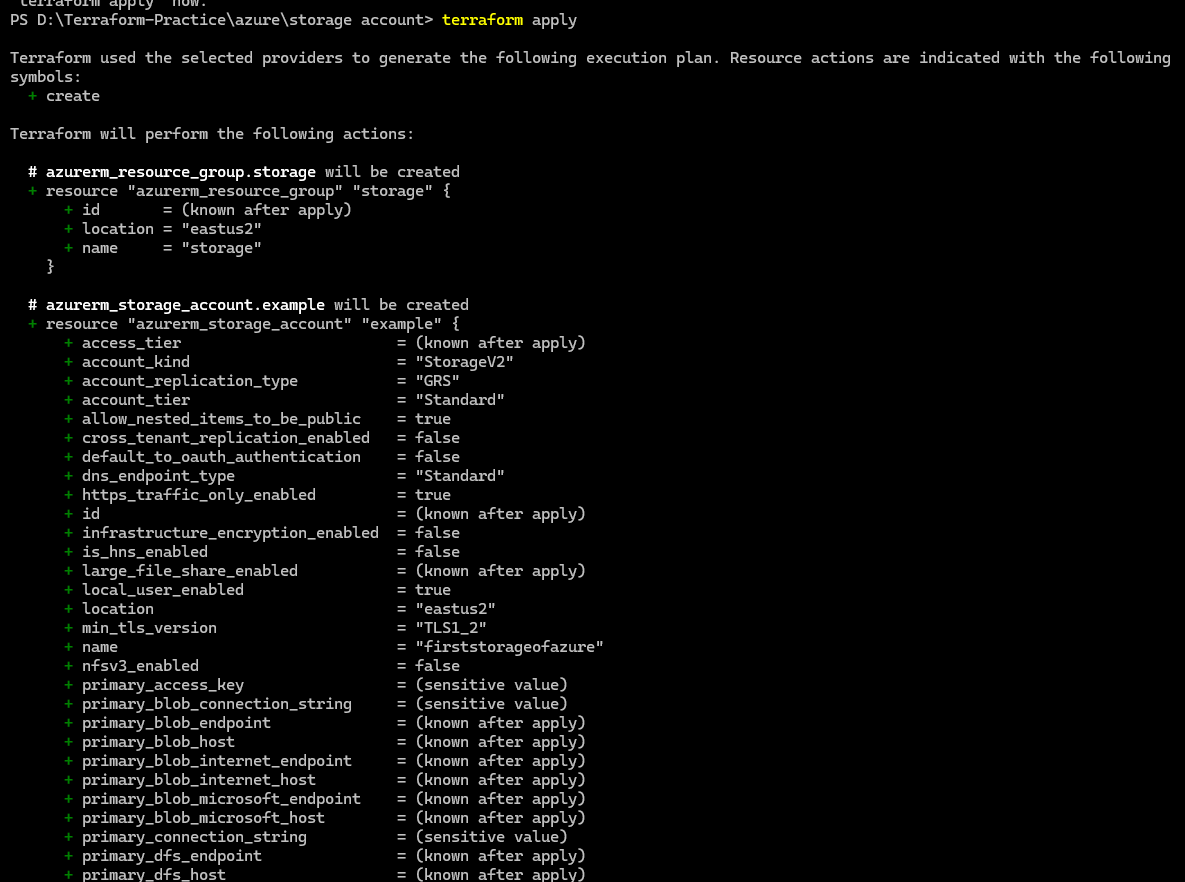 "terraform apply" now.
PS D:\Terraform-Practice\azure\storage account> terraform apply
Terraform used the selected providers to generate the following execution plan. Resource actions are indicated with the following
symbols:
  + create
Terraform will perform the following actions:
  # azurerm_resource_group.storage will be created
  + resource "azurerm_resource_group" "storage" {
      + id       = (known after apply)
      + location = "eastus2"
      + name     = "storage"
    }
  # azurerm_storage_account.example will be created
  + resource "azurerm_storage_account" "example" {
      + access_tier                        = (known after apply)
      + account_kind                       = "StorageV2"
      + account_replication_type           = "GRS"
      + account_tier                       = "Standard"
      + allow_nested_items_to_be_public    = true
      + cross_tenant_replication_enabled   = false
      + default_to_oauth_authentication    = false
      + dns_endpoint_type                  = "Standard"
      + https_traffic_only_enabled         = true
      + id                                 = (known after apply)
      + infrastructure_encryption_enabled  = false
      + is_hns_enabled                     = false
      + large_file_share_enabled           = (known after apply)
      + local_user_enabled                 = true
      + location                           = "eastus2"
      + min_tls_version                    = "TLS1_2"
      + name                               = "firststorageofazure"
      + nfsv3_enabled                      = false
      + primary_access_key                 = (sensitive value)
      + primary_blob_connection_string     = (sensitive value)
      + primary_blob_endpoint              = (known after apply)
      + primary_blob_host                  = (known after apply)
      + primary_blob_internet_endpoint     = (known after apply)
      + primary_blob_internet_host         = (known after apply)
      + primary_blob_microsoft_endpoint    = (known after apply)
      + primary_blob_microsoft_host        = (known after apply)
      + primary_connection_string          = (sensitive value)
      + primary_dfs_endpoint               = (known after apply)
      + primary_dfs_host                   = (known after apply)